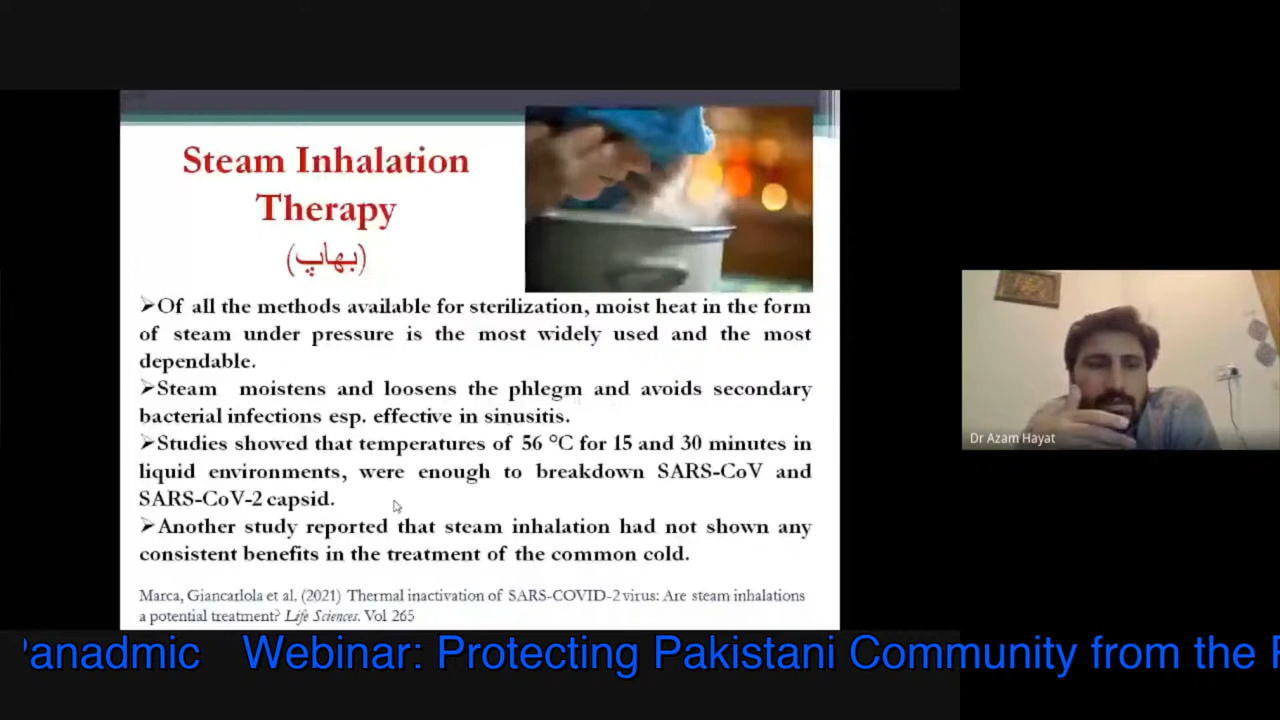 Steam Inhalation
Therapy
(بھاپ)
➢Of all the methods available for sterilization, moist heat in the form
of steam under pressure is the most widely used and the most
dependable.
➢Steam moistens and loosens the phlegm and avoids secondary
bacterial infections esp. effective in sinusitis.
➢Studies showed that temperatures of 56 °C for 15 and 30 minutes in
liquid environments, were enough to breakdown SARS-CoV and
SARS-CoV-2 capsid.
➢Another study reported that steam inhalation had not shown any
consistent benefits in the treatment of the common cold.
Marca, Giancarlola et al. (2021) Thermal inactivation of SARS-COVID-2 virus: Are steam inhalations
a potential treatment? Life Sciences. Vol 265
Dr Azam Hayat
Panadmic Webinar: Protecting Pakistani Community from the